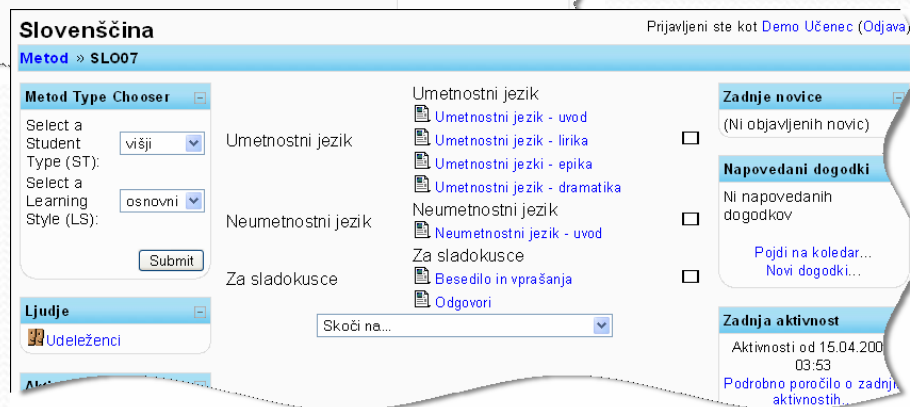 Slovenščina
Prijavljeni ste kot Demo Učenec (Odjava)
Metod » SLO07
Metod Type Chooser
Select a
Student
Type (ST):
višji
Select a
Learning
Style (LS):
osnovni
Submit
Ljudje
Udeleženci
Umetnostni jezik
Umetnostni jezik
Umetnostni jezik - uvod
Umetnostni jezik - lirika
Umetnostni jezki - epika
Umetnostni jezik - dramatika
Neumetnostni jezik
Neumetnostni jezik
Neumetnostni jezik - uvod
Za sladokusce
Za sladokusce
Besedilo in vprašanja
Odgovori
Skoči na...
Zadnje novice
(Ni objavljenih novic)
Napovedani dogodki
Ni napovedanih
dogodkov
Pojdi na koledar...
Novi dogodki...
Zadnja aktivnost
Aktivnosti od 15.04.200
03:53
Podrobno poročilo o zadnji
aktivnostih...